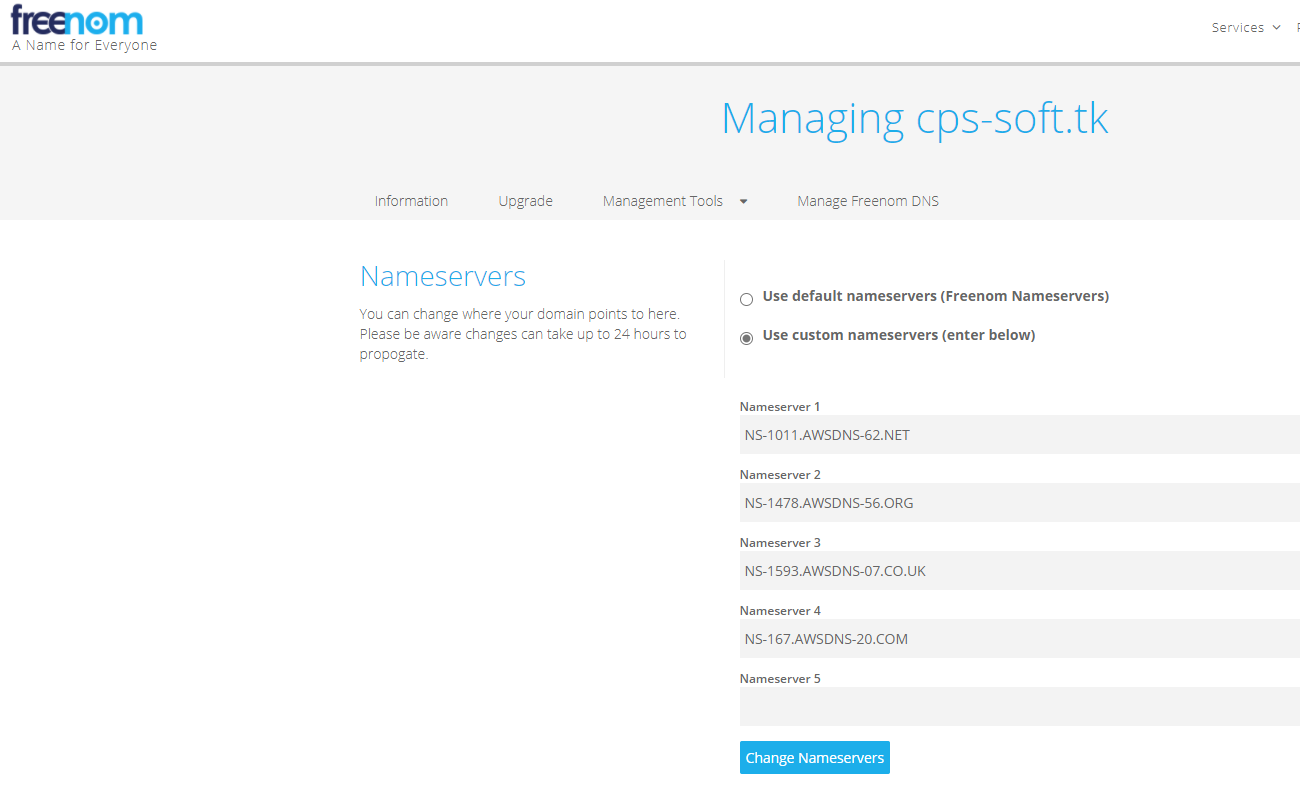 freenom
A Name for Everyone
Services
Managing cps-soft.tk
Information
Upgrade
Management Tools
Manage Freenom DNS
Nameservers
You can change where your domain points to here.
Please be aware changes can take up to 24 hours to
propogate.
Use default nameservers (Freenom Nameservers)
Use custom nameservers (enter below)
Nameserver 1
NS-1011.AWSDNS-62.NET
Nameserver 2
NS-1478.AWSDNS-56.ORG
Nameserver 3
NS-1593.AWSDNS-07.CO.UK
Nameserver 4
NS-167.AWSDNS-20.COM
Nameserver 5
Change Nameservers